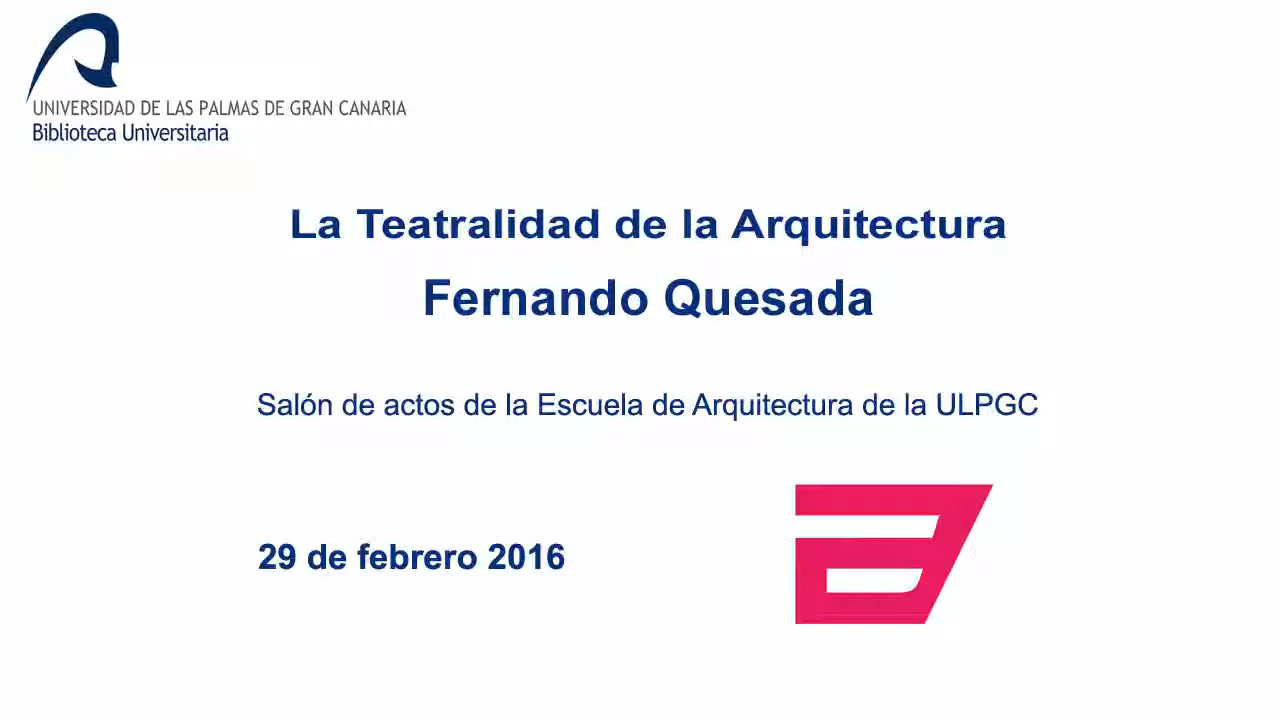 UNIVERSIDAD DE LAS PALMAS DE GRAN CANARIA
Biblioteca Universitaria
La Teatralidad de la Arquitectura
Fernando Quesada
Salón de actos de la Escuela de Arquitectura de la ULPGC
29 de febrero 2016